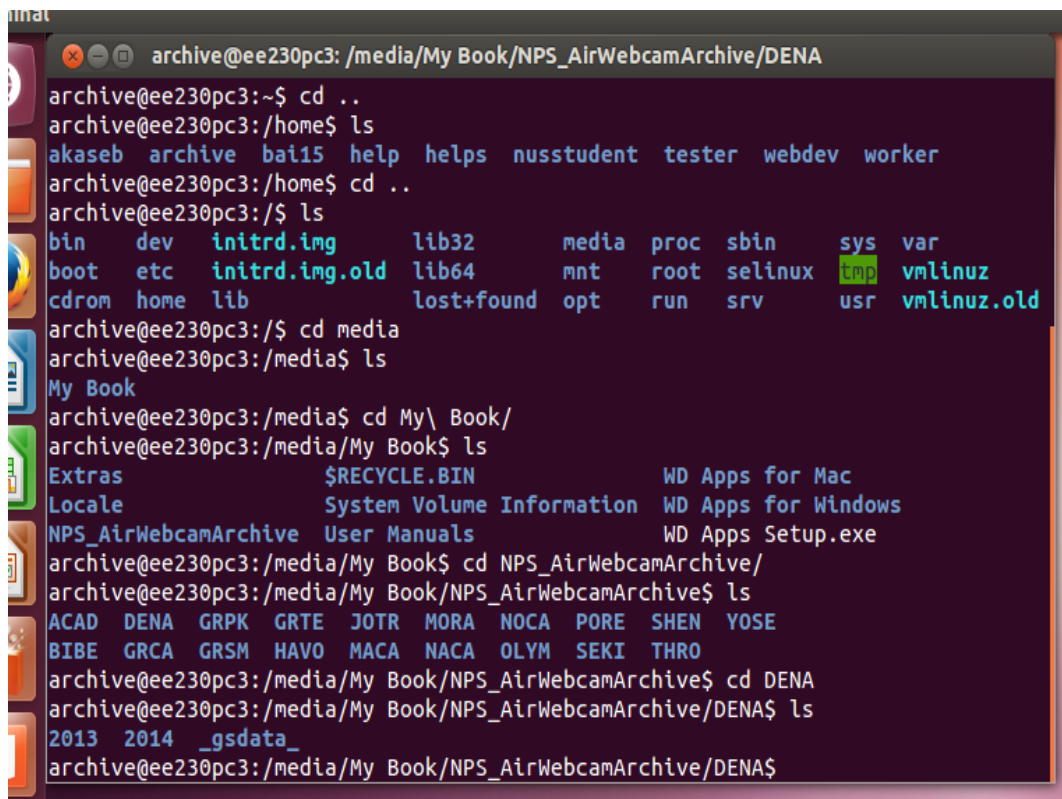 minal
archive@ee230pc3: /media/My Book/NPS_AirWebcamArchive/DENA
archive@ee230pc3:~$ cd ..
archive@ee230pc3:/home$ ls
akaseb archive bai15 help helps nusstudent tester webdev worker
archive@ee230pc3:/home$ cd ..
archive@ee230pc3:/$ ls
bin dev initrd.img lib32 media proc sbin sys var
boot etc initrd.img.old lib64 mnt root selinux tmp vmlinuz
cdrom home lib lost+found opt run srv usr vmlinuz.old
archive@ee230pc3:/$ cd media
archive@ee230pc3:/media$ ls
My Book
archive@ee230pc3:/media$ cd My\ Book/
archive@ee230pc3:/media/My Book$ ls
Extras $RECYCLE.BIN WD Apps for Mac
Locale System Volume Information WD Apps for Windows
NPS_AirWebcamArchive User Manuals WD Apps Setup.exe
archive@ee230pc3:/media/My Book$ cd NPS_AirWebcamArchive/
archive@ee230pc3:/media/My Book/NPS_AirWebcamArchive$ ls
ACAD DENA GRPK GRTE JOTR MORA NOCA PORE SHEN YOSE
BIBE GRCA GRSM HAVO MACA NACA OLYM SEKI THRO
archive@ee230pc3:/media/My Book/NPS_AirWebcamArchive$ cd DENA
archive@ee230pc3:/media/My Book/NPS_AirWebcamArchive/DENA$ ls
2013 2014 _gsdata_
archive@ee230pc3:/media/My Book/NPS_AirWebcamArchive/DENA$